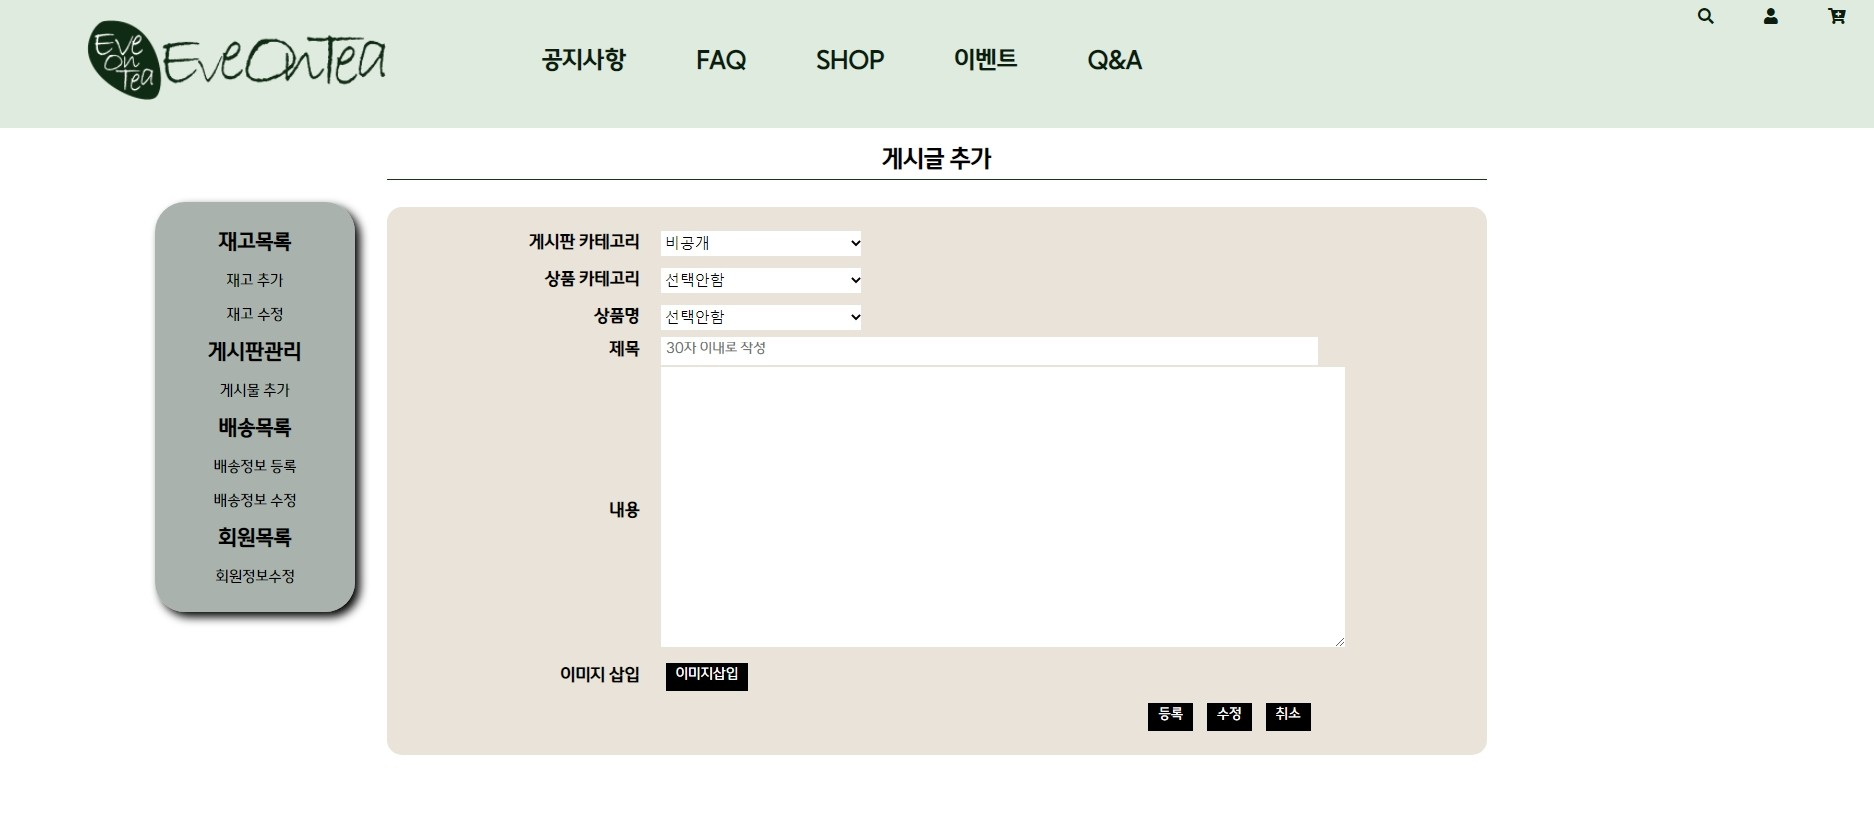 Eve
On
Tea
EveOnTea
공지사항 FAQ SHOP 이벤트 Q&A
게시글 추가
재고목록
재고 추가
재고 수정
게시판관리
게시물 추가
배송목록
배송정보 등록
배송정보 수정
회원목록
회원정보수정
게시판 카테고리 비공개
상품 카테고리 선택안함
상품명 선택안함
제목 30자 이내로 작성
내용
이미지 삽입 이미지삽입
등록 수정 취소